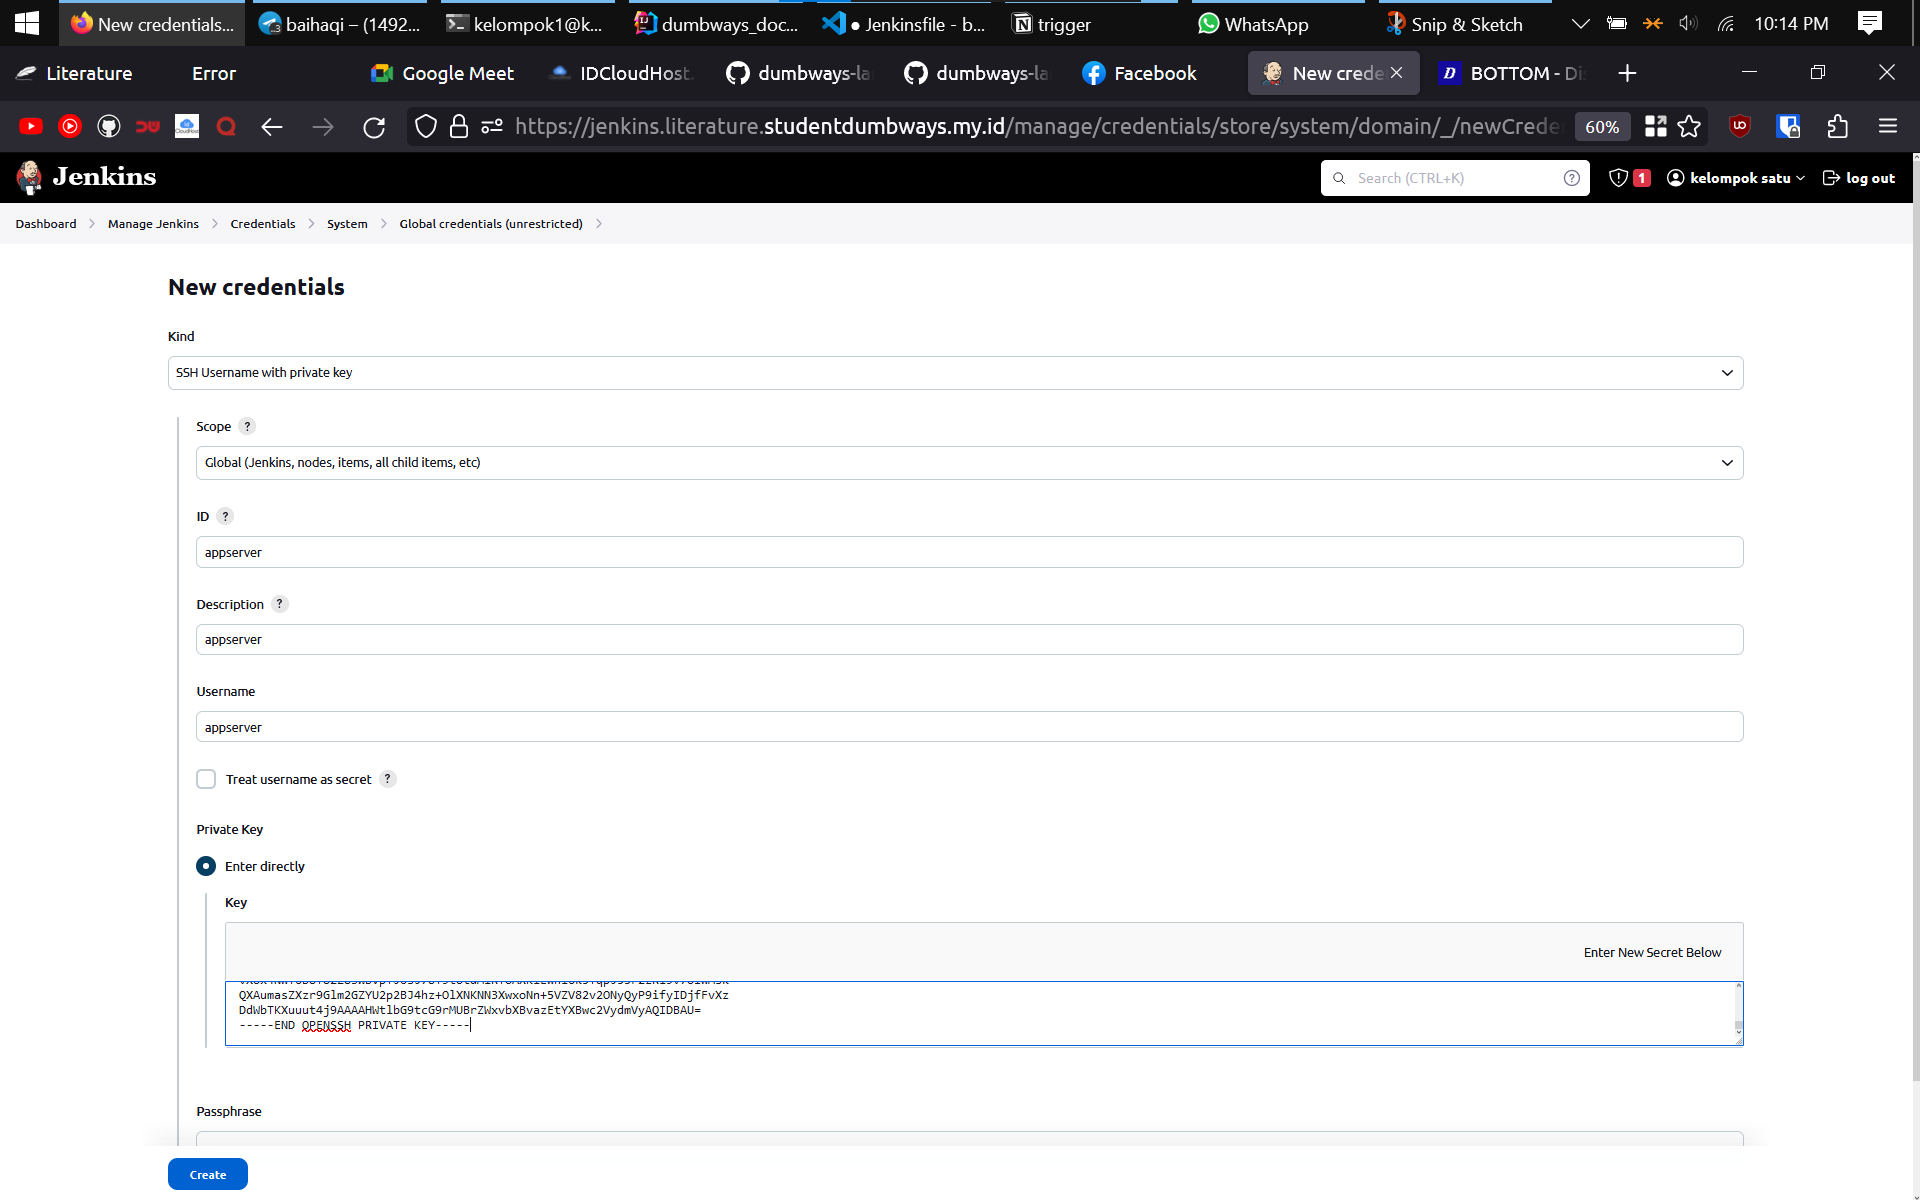 New credentials...
baihaqi – (1492...
kelompok1@k...
dumbways_doc...
● Jenkinsfile - b...
trigger
WhatsApp
Snip & Sketch
10:14 PM
Literature
Error
Google Meet
IDCloudHost.
dumbways-la
dumbways-la
Facebook
New crede
BOTTOM - Di
https://jenkins.literature.studentdumbways.my.id/manage/credentials/store/system/domain/_/newCrede
60%
Jenkins
Search (CTRL+K)
1
kelompok satu
log out
Dashboard
Manage Jenkins
Credentials
System
Global credentials (unrestricted)
New credentials
Kind
SSH Username with private key
Scope ?
Global (Jenkins, nodes, items, all child items, etc)
ID ?
appserver
Description ?
appserver
Username
appserver
Treat username as secret ?
Private Key
Enter directly
Key
Enter New Secret Below
QXAumasZXzr9Glm2GZYU2p2BJ4hz+OlXNKNN3XwxoNn+5VZV82v2ONyQyP9ifyIDjfFvXz
DdWbTKXuuut4j9AAAAHWtlbG9tcG9rMUBrZWxvbXBvazEtYXBwc2VydmVyAQIDBAU=
-----END OPENSSH PRIVATE KEY-----
Passphrase
Create